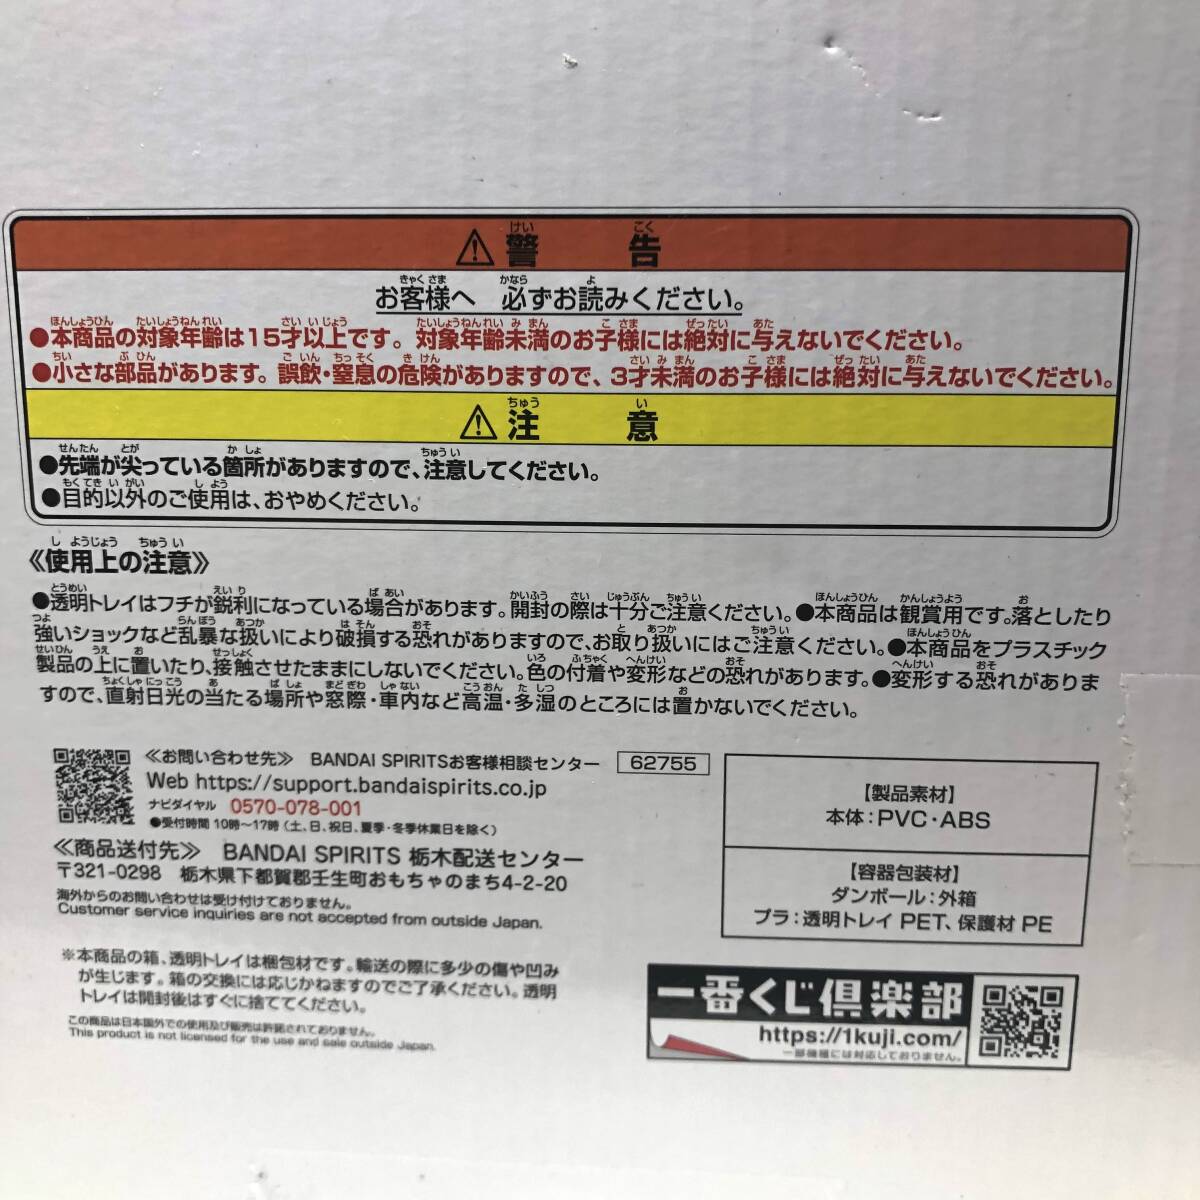 ⚠警告
お客様へ 必ずお読みください。
●本商品の対象年齢は15才以上です。対象年齢未満のお子様には絶対に与えないでください。
●小さな部品があります。誤飲・窒息の危険がありますので、3才未満のお子様には絶対に与えないでください。
⚠注意
●先端が尖っている箇所がありますので、注意してください。
●目的以外のご使用は、おやめください。
《使用上の注意》
●透明トレイはフチが鋭利になっている場合があります。開封の際は十分ご注意ください。●本商品は観賞用です。落としたり
強いショックなど乱暴な扱いにより破損する恐れがありますので、お取り扱いにはご注意ください。●本商品をプラスチック
製品の上に置いたり、接触させたままにしないでください。色の付着や変形などの恐れがあります。●変形する恐れがありま
すので、直射日光の当たる場所や窓際・車内など高温・多湿のところには置かないでください。
≪お問い合わせ先≫ BANDAI SPIRITSお客様相談センター 62755
Web https://support.bandaispirits.co.jp
ナビダイヤル 0570-078-001
●受付時間 10時〜17時（土、日、祝日、夏季・冬季休業日を除く）
≪商品送付先≫ BANDAI SPIRITS 栃木配送センター
〒321-0298 栃木県下都賀郡壬生町おもちゃのまち4-2-20
海外からのお問い合わせは受け付けておりません。
Customer service inquiries are not accepted from outside Japan.
※本商品の箱、透明トレイは梱包材です。輸送の際に多少の傷や凹み
が生じます。箱の交換には応じかねますのでご了承ください。透明
トレイは開封後はすぐに捨ててください。
この商品は日本国外での使用及び販売は許諾されておりません。
This product is not licensed for the use and sale outside Japan.
【製品素材】
本体：PVC・ABS
【容器包装材】
ダンボール：外箱
プラ：透明トレイ PET、保護材 PE
一番くじ倶楽部
https://1kuji.com/
一部機種には対応しておりません。